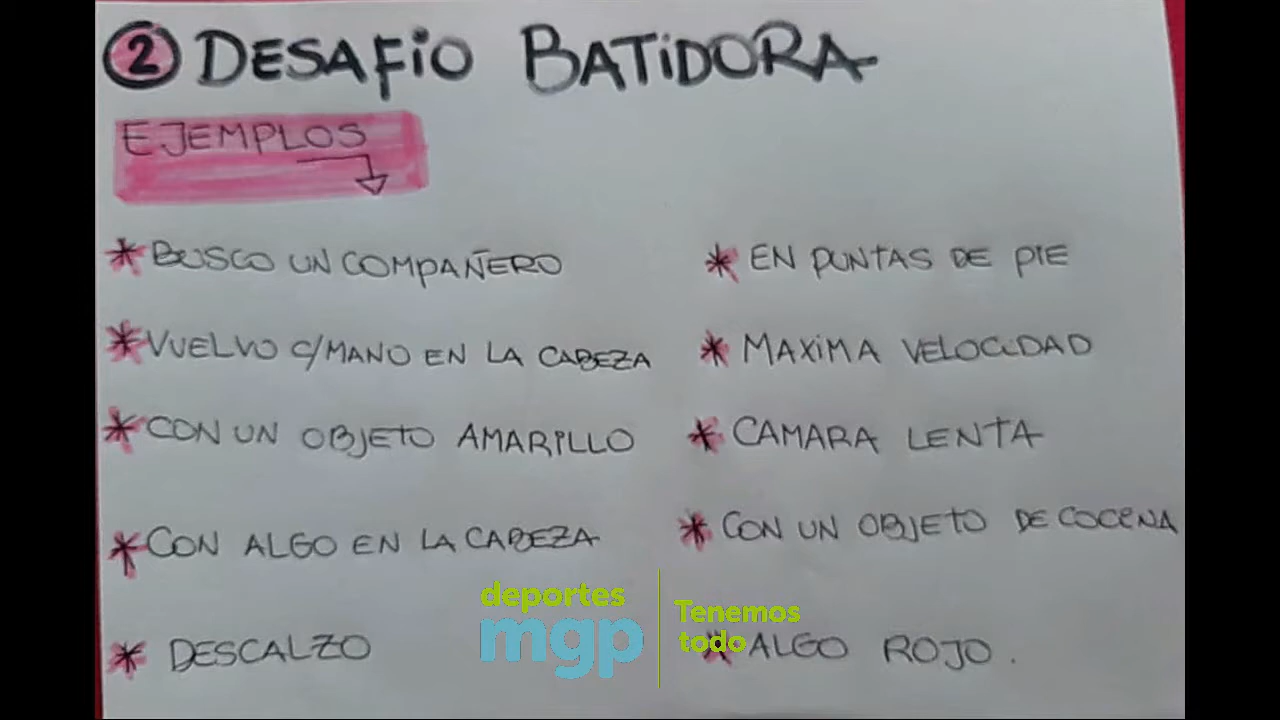 2 DESAFiO BATiDORA
EJEMPLOS
* BUSCO UN COMPAÑERO
* VUELVO C/MANO EN LA CABEZA
* CON UN OBJETO AMARILLO
* CON ALGO EN LA CABEZA
* DESCALZO
* EN PUNTAS DE PIE
* MAXiMA VELOCIDAD
* CAMARA LENTA
* CON UN OBJETO DE COCINA
* ALGO ROJO.
deportes
mgp
Tenemos
todo